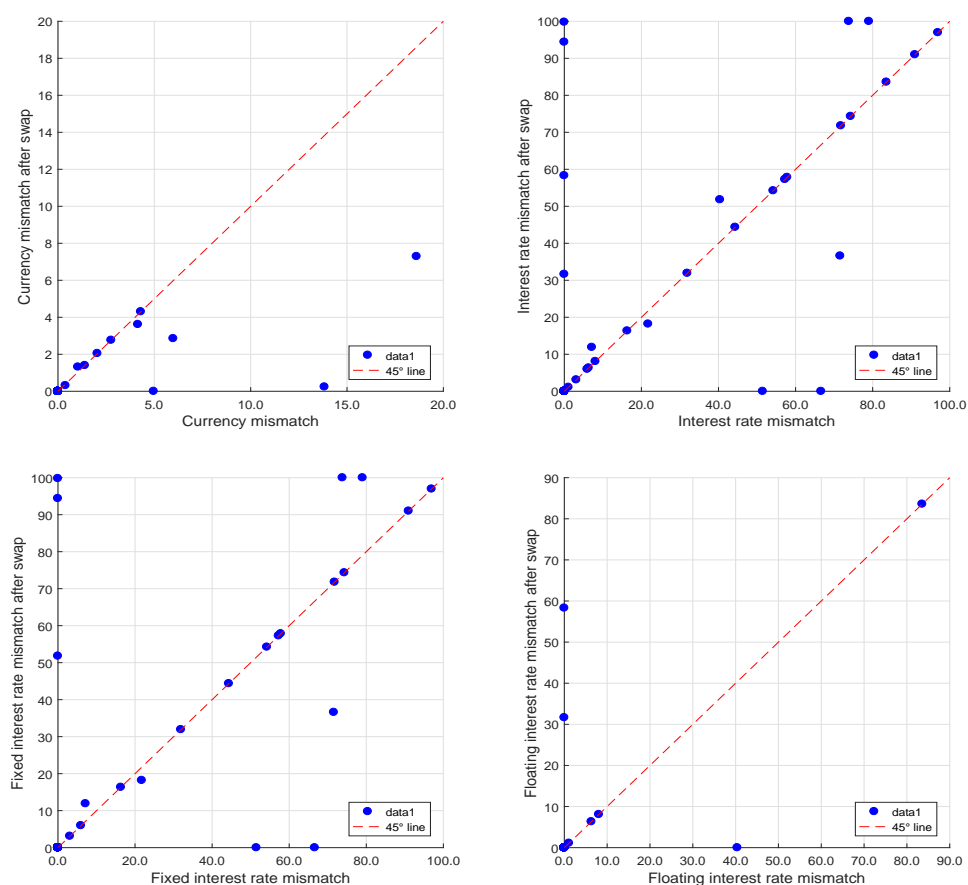 20
18
16
14
12
10
8
6
4
2
0
0.0 5.0 10.0 15.0 20.0
Currency mismatch after swap
Currency mismatch
data1
45° line
100
90
80
70
60
50
40
30
20
10
0
0.0 20.0 40.0 60.0 80.0 100.0
Interest rate mismatch after swap
Interest rate mismatch
data1
45° line
100
90
80
70
60
50
40
30
20
10
0
0.0 20.0 40.0 60.0 80.0 100.0
Fixed interest rate mismatch after swap
Fixed interest rate mismatch
data1
45° line
90
80
70
60
50
40
30
20
10
0
0.0 10.0 20.0 30.0 40.0 50.0 60.0 70.0 80.0 90.0
Floating interest rate mismatch after swap
Floating interest rate mismatch
data1
45° line